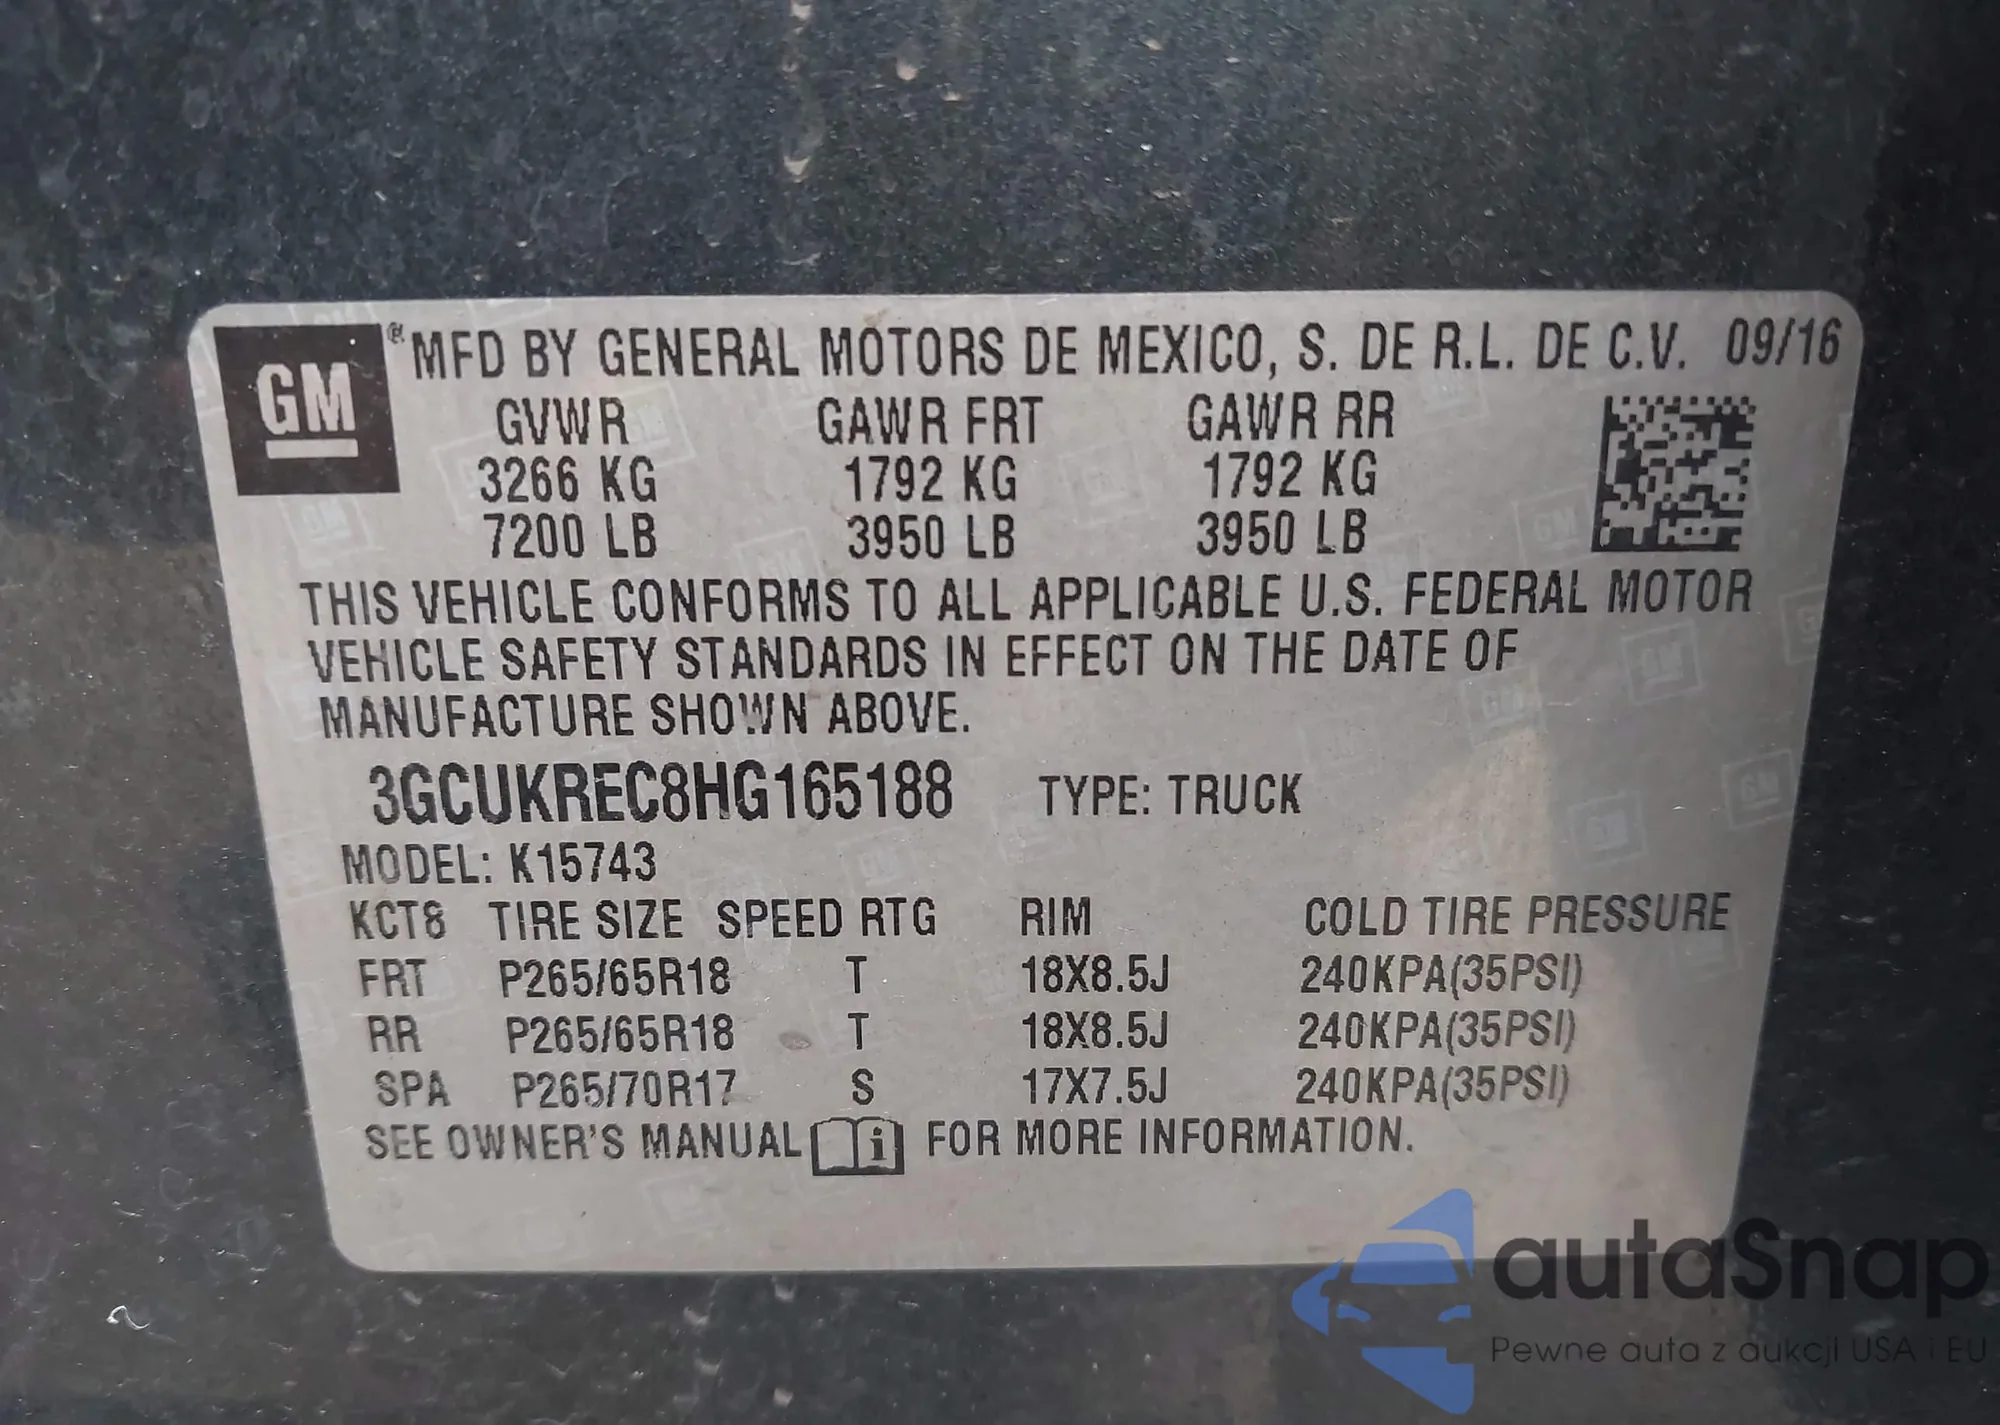 GM ® MFD BY GENERAL MOTORS DE MEXICO, S. DE R.L. DE C.V. 09/16
GVWR GAWR FRT GAWR RR
3266 KG 1792 KG 1792 KG
7200 LB 3950 LB 3950 LB
THIS VEHICLE CONFORMS TO ALL APPLICABLE U.S. FEDERAL MOTOR
VEHICLE SAFETY STANDARDS IN EFFECT ON THE DATE OF
MANUFACTURE SHOWN ABOVE.
3GCUKREC8HG165188 TYPE: TRUCK
MODEL: K15743
KCT8 TIRE SIZE SPEED RTG RIM COLD TIRE PRESSURE
FRT P265/65R18 T 18X8.5J 240KPA(35PSI)
RR P265/65R18 T 18X8.5J 240KPA(35PSI)
SPA P265/70R17 S 17X7.5J 240KPA(35PSI)
SEE OWNER'S MANUAL FOR MORE INFORMATION.
autaSnap
Pewne auta z aukcji USA i EU